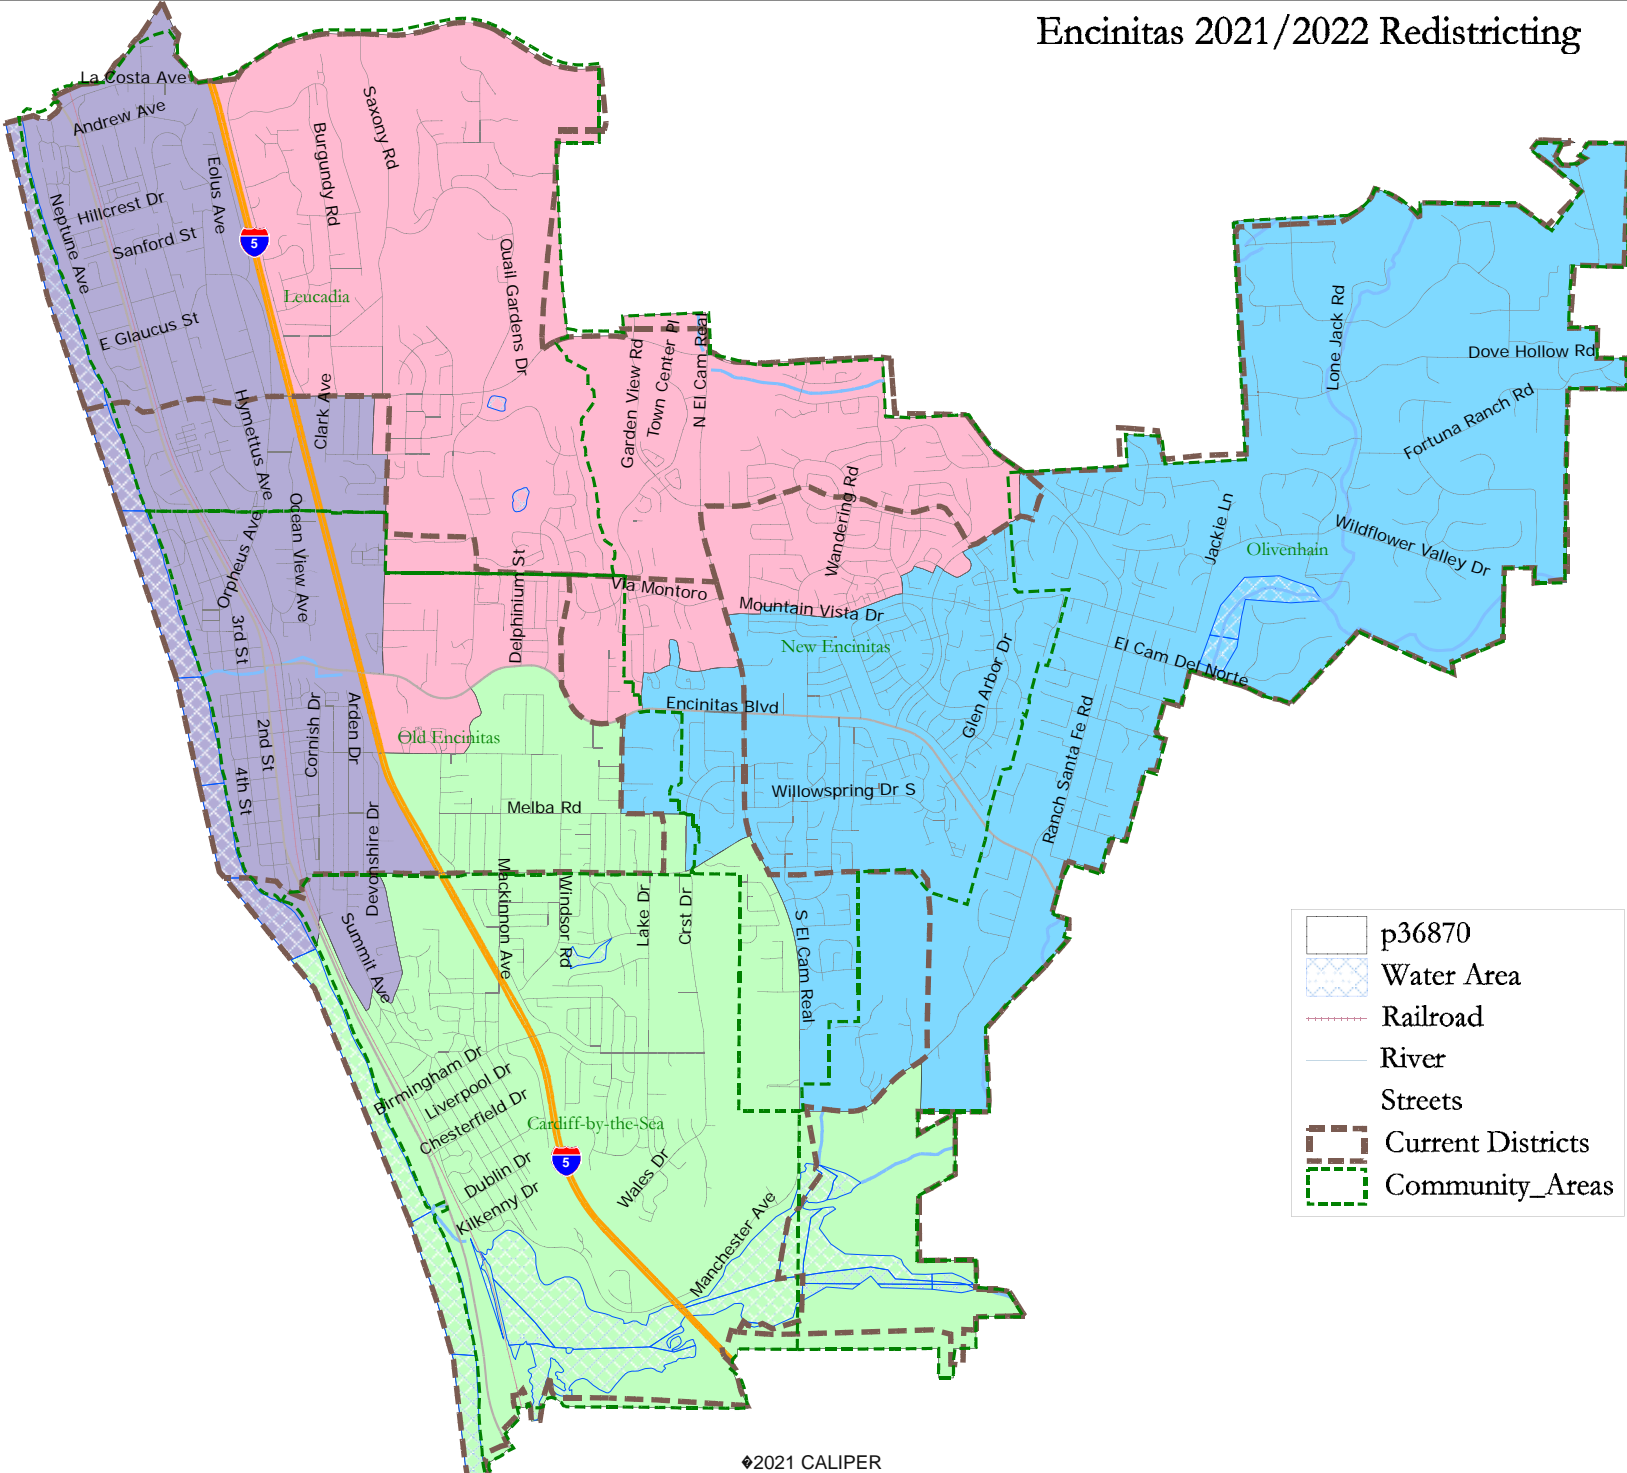 Encinitas 2021/2022 Redistricting
La Costa Ave
Andrew Ave
Saxony Rd
Burgundy Rd
Eolus Ave
Neptune Ave
Hillcrest Dr
Sanford St
5
Quail Gardens Dr
Leucadia
E Glaucus St
Lone Jack Rd
Garden View Rd
Town Center Pl
N El Cam Real
Dove Hollow Rd
Fortuna Ranch Rd
Hymettus Ave
Clark Ave
Wandering Rd
Ocean View Ave
Orpheus Ave
Jackie Ln
Olivenhain
Wildflower Valley Dr
Delphinium St
Via Montoro
Mountain Vista Dr
3rd St
New Encinitas
El Cam Del Norte
Glen Arbor Dr
Encinitas Blvd
Cornish Dr
Arden Dr
2nd St
Old Encinitas
Ranch Santa Fe Rd
4th St
Willowspring Dr S
Melba Rd
Devonshire Dr
Mackinnon Ave
Windsor Rd
Lake Dr
Crst Dr
Summit Ave
S El Cam Real
p36870
Water Area
Railroad
River
Streets
Current Districts
Community_Areas
Birmingham Dr
Liverpool Dr
Chesterfield Dr
Cardiff-by-the-Sea
5
Dublin Dr
Kilkenny Dr
Wales Dr
Manchester Ave
�2021 CALIPER